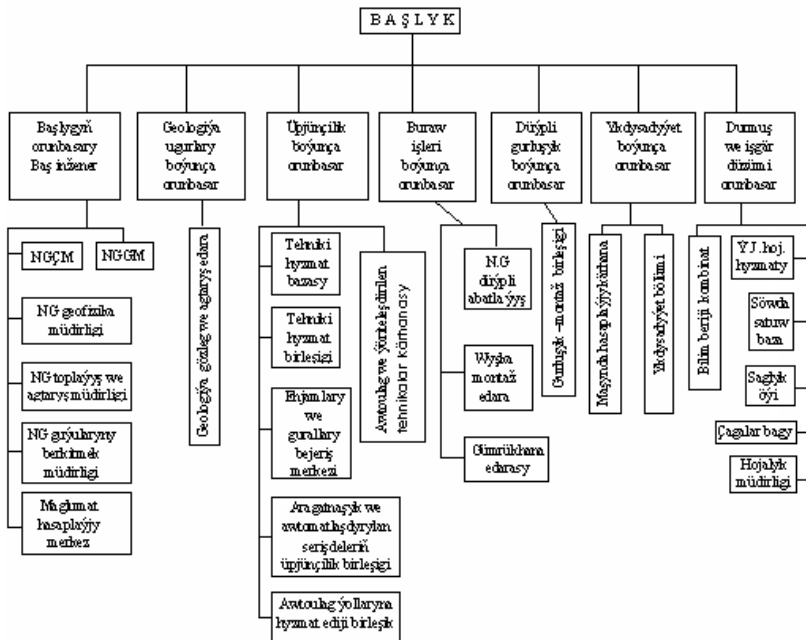 BAŞLYK
Başlygyň
orunbasary
Baş inžener
Geologiýa
ugurlary
boýunça
orunbasar
Üpjünçilik
boýunça
orunbasar
Buraw
işleri
boýunça
orunbasar
Dürýpli
gurluşyk
boýunça
orunbasar
Ykdysadyýet
boýunça
orunbasar
Durmuş
we işgär
düzümi
orunbasar
NGÇM
NGGM
NG geofizika
müdirligi
NG toplaýyş we
agtaryş müdirligi
NG guýularyny
berkitmek
müdirligi
Maglumat
hasaplaýjy
merkez
Geologiýa gözleg we agtaryş edara
Tehniki
hyzmat
bazasy
Tehniki
hyzmat
birleşigi
Enjamlary
we
gurallary
bejeriş
merkezi
Aragatnaşyk we
awtomatlaşdyrylan
serişdeleriň
üpjünçilik birleşigi
Awtoulag ýollaryna
hyzmat ediji birleşik
Awtoulag we ýöriteleşdirilen
tehnikalar kärhanasy
N.G
dirýpli
abatlaýyş
Wyşka
montaž
edara
Gümrükhana
edarasy
Gurluşyk-montaž birleşigi
Maşynda hasaplaýjy kärhana
Ykdysadyýet bölümi
Bilim beriji kombinat
Ý.J. hoj.
hyzmaty
Söwda
satuw
baza
Saglyk
öýi
Çagalar bagy
Hojalyk
müdirligi